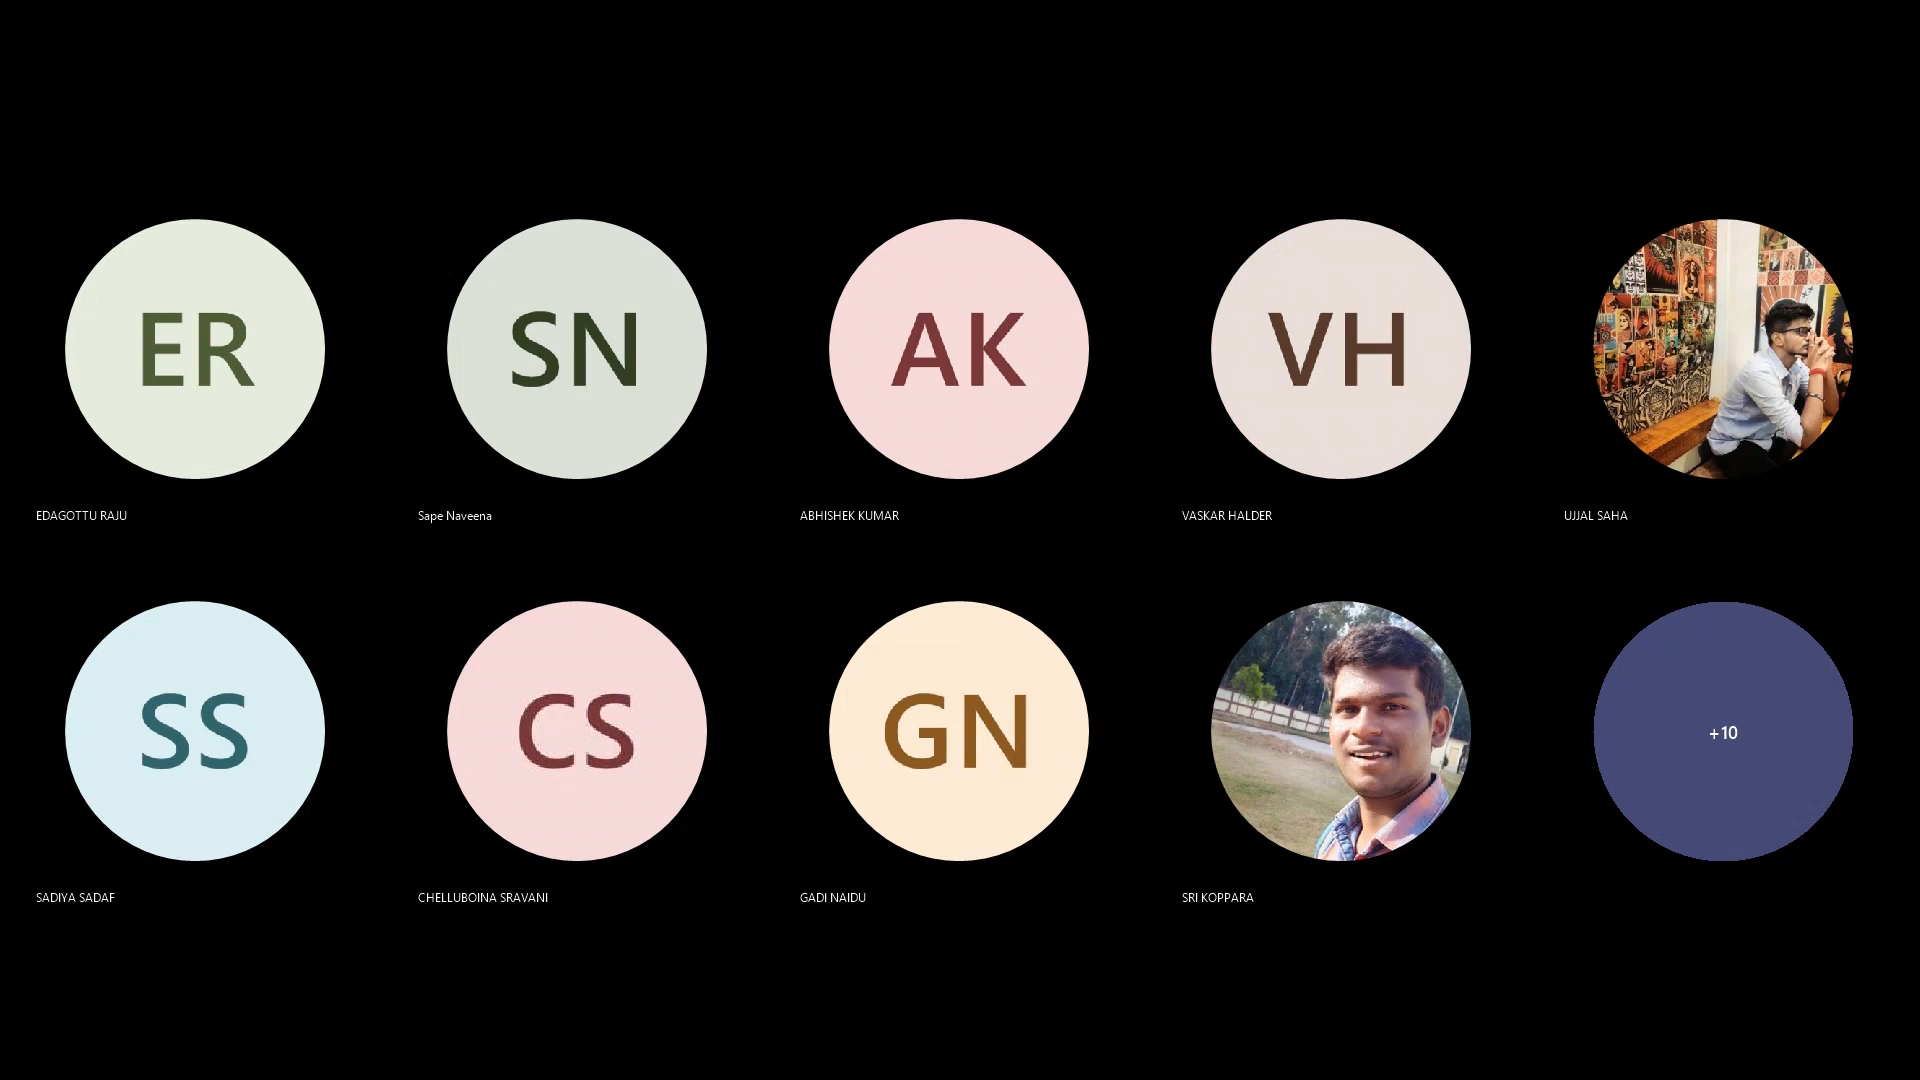 ER
SN
AK
VH
EDAGOTTU RAJU
Sape Naveena
ABHISHEK KUMAR
VASKAR HALDER
UJJAL SAHA
SS
CS
GN
+10
SADIYA SADAF
CHELLUBOINA SRAVANI
GADI NAIDU
SRI KOPPARA